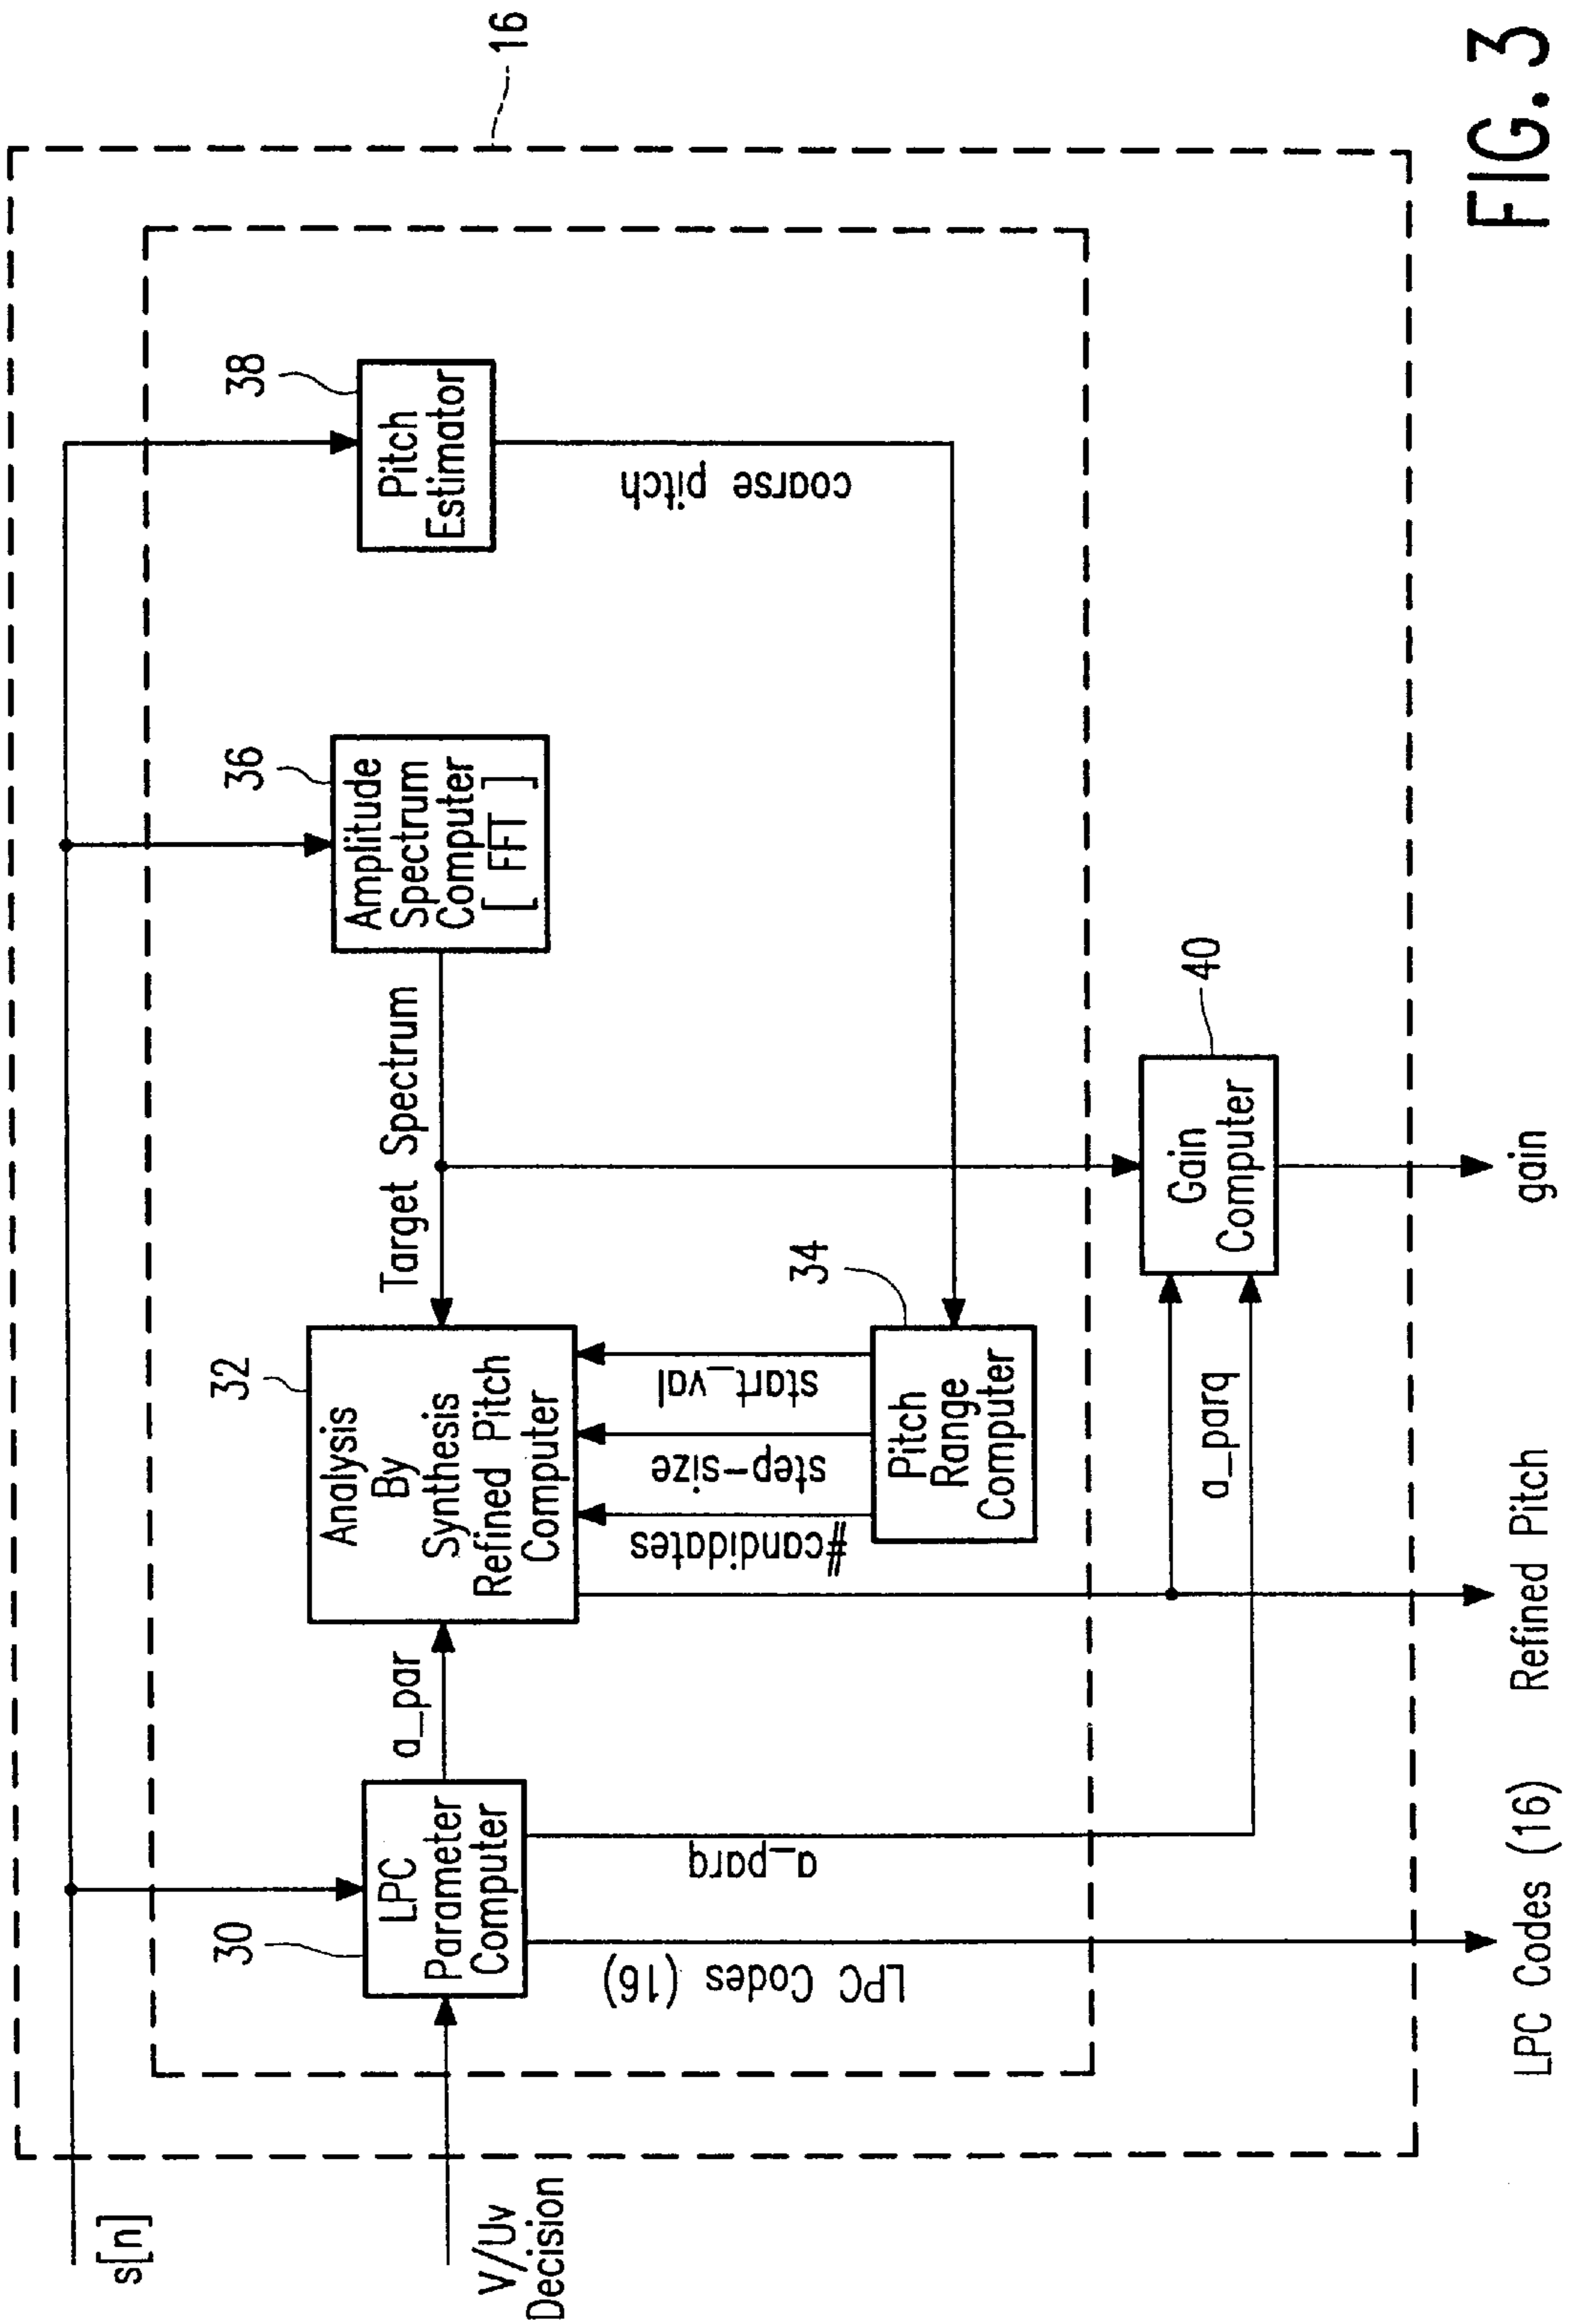 16
38
Pitch
Estimator
coarse pitch
36
Amplitude
Spectrum
Computer
[ FFT ]
Target Spectrum
32
Analysis
By
Synthesis
Refined Pitch
Computer
start_val
step-size
#candidates
34
Pitch
Range
Computer
a_par
30
LPC
Parameter
Computer
a_parq
LPC Codes (16)
a_parq
40
Gain
Computer
s[n]
V/Uv
Decision
LPC Codes (16)
Refined Pitch
gain
FIG. 3